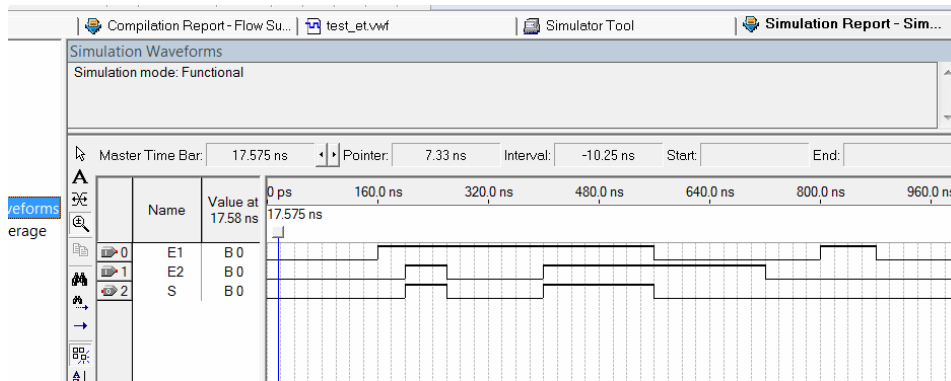 Compilation Report - Flow Su... test_et.vwf Simulator Tool Simulation Report - Sim...
Simulation Waveforms
Simulation mode: Functional
Master Time Bar: 17.575 ns Pointer: 7.33 ns Interval: -10.25 ns Start: End:
0 ps 160.0 ns 320.0 ns 480.0 ns 640.0 ns 800.0 ns 960.0 n
Name Value at
17.58 ns
17.575 ns
veforms
erage
0 E1 B 0
1 E2 B 0
2 S B 0